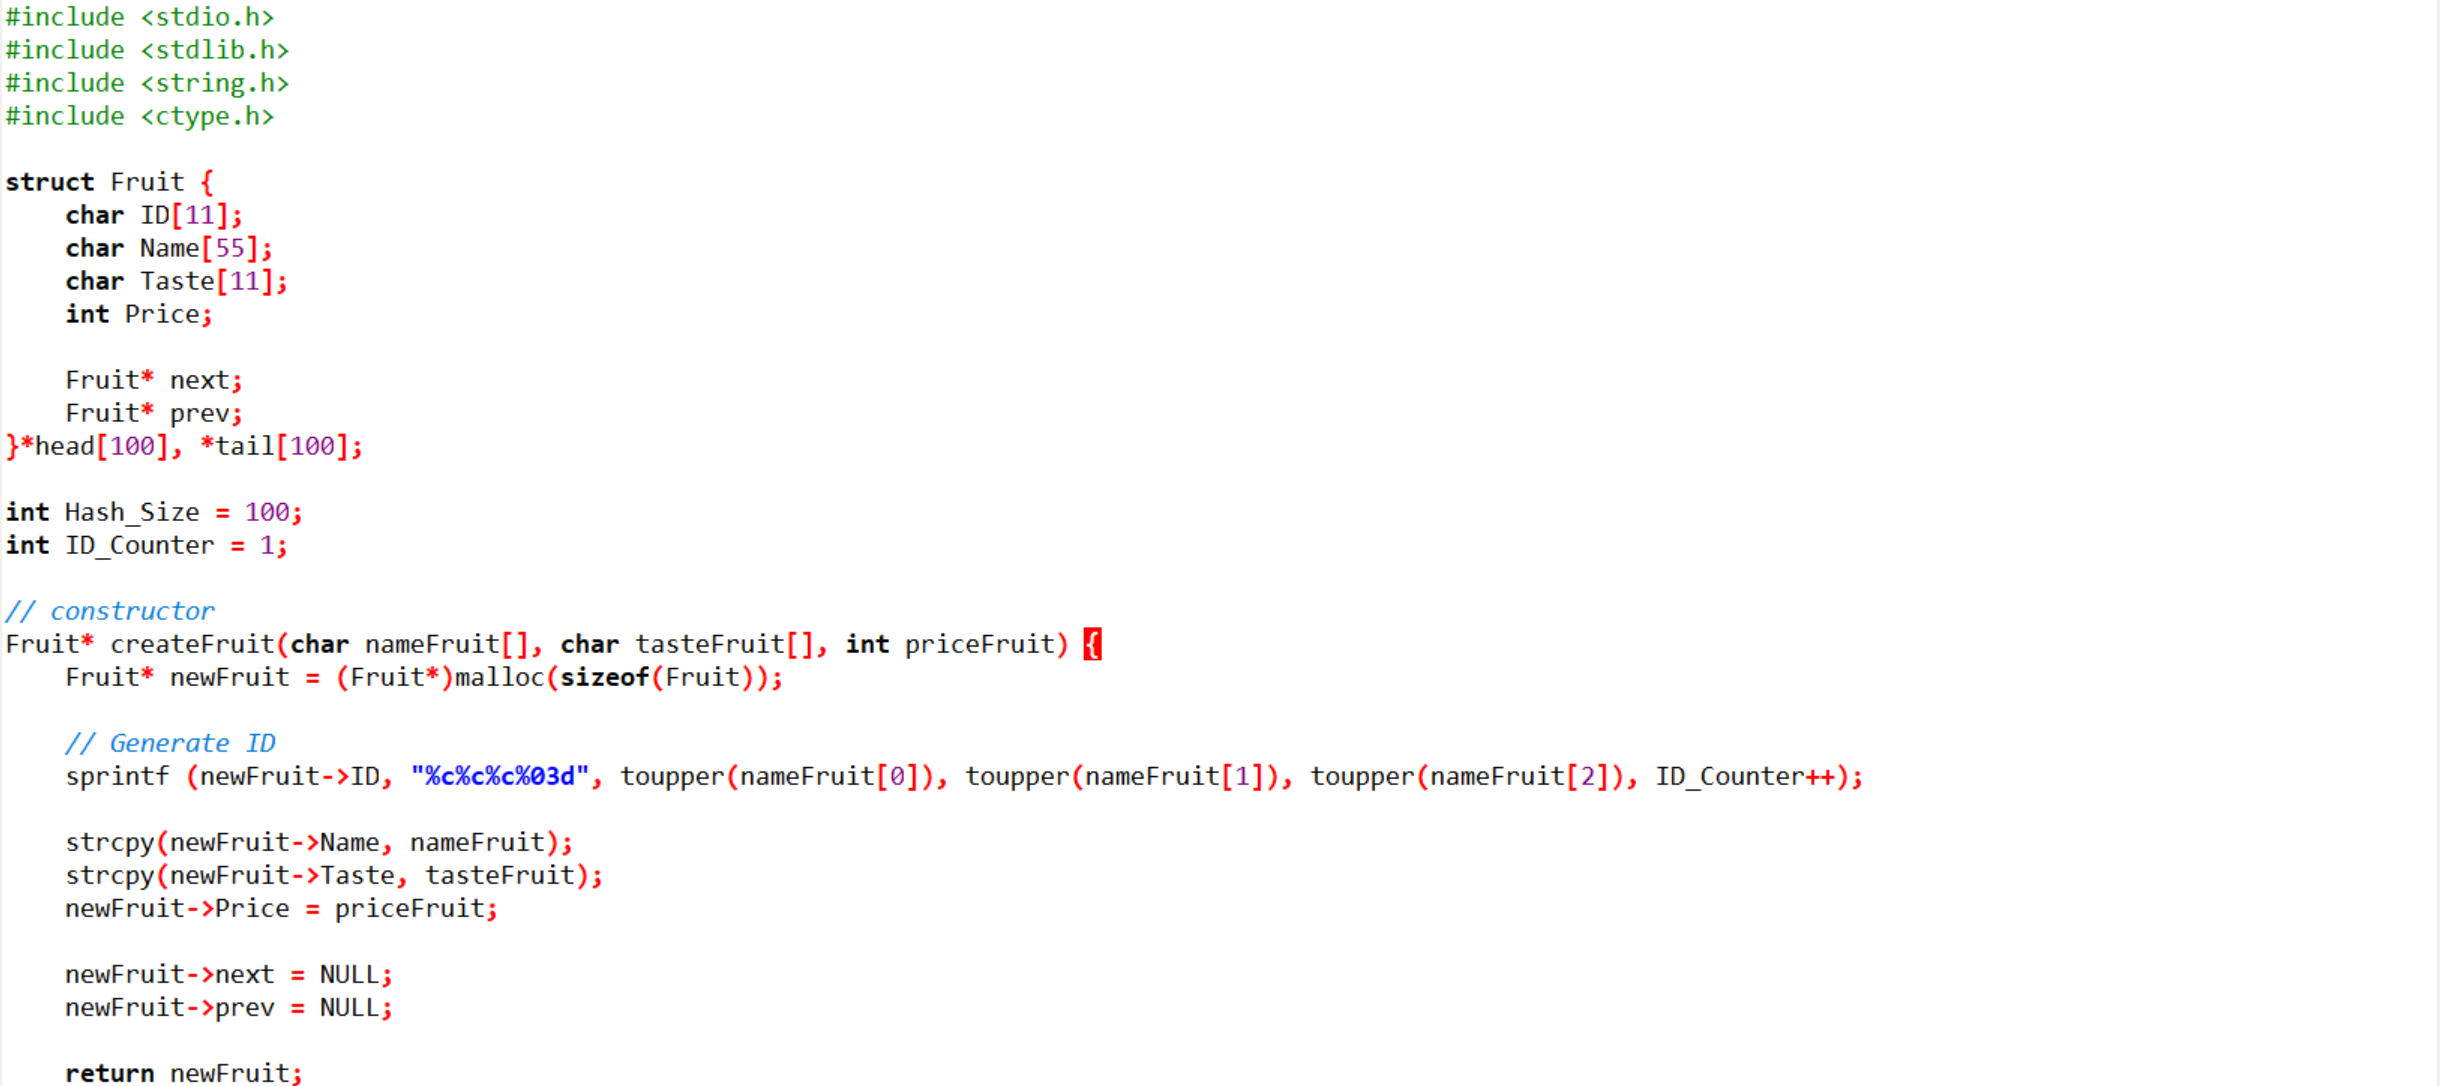 #include <stdio.h>
#include <stdlib.h>
#include <string.h>
#include <ctype.h>

struct Fruit {
    char ID[11];
    char Name[55];
    char Taste[11];
    int Price;

    Fruit* next;
    Fruit* prev;
}*head[100], *tail[100];

int Hash_Size = 100;
int ID_Counter = 1;

// constructor
Fruit* createFruit(char nameFruit[], char tasteFruit[], int priceFruit) {
    Fruit* newFruit = (Fruit*)malloc(sizeof(Fruit));

    // Generate ID
    sprintf (newFruit->ID, "%c%c%c%03d", toupper(nameFruit[0]), toupper(nameFruit[1]), toupper(nameFruit[2]), ID_Counter++);

    strcpy(newFruit->Name, nameFruit);
    strcpy(newFruit->Taste, tasteFruit);
    newFruit->Price = priceFruit;

    newFruit->next = NULL;
    newFruit->prev = NULL;

    return newFruit;